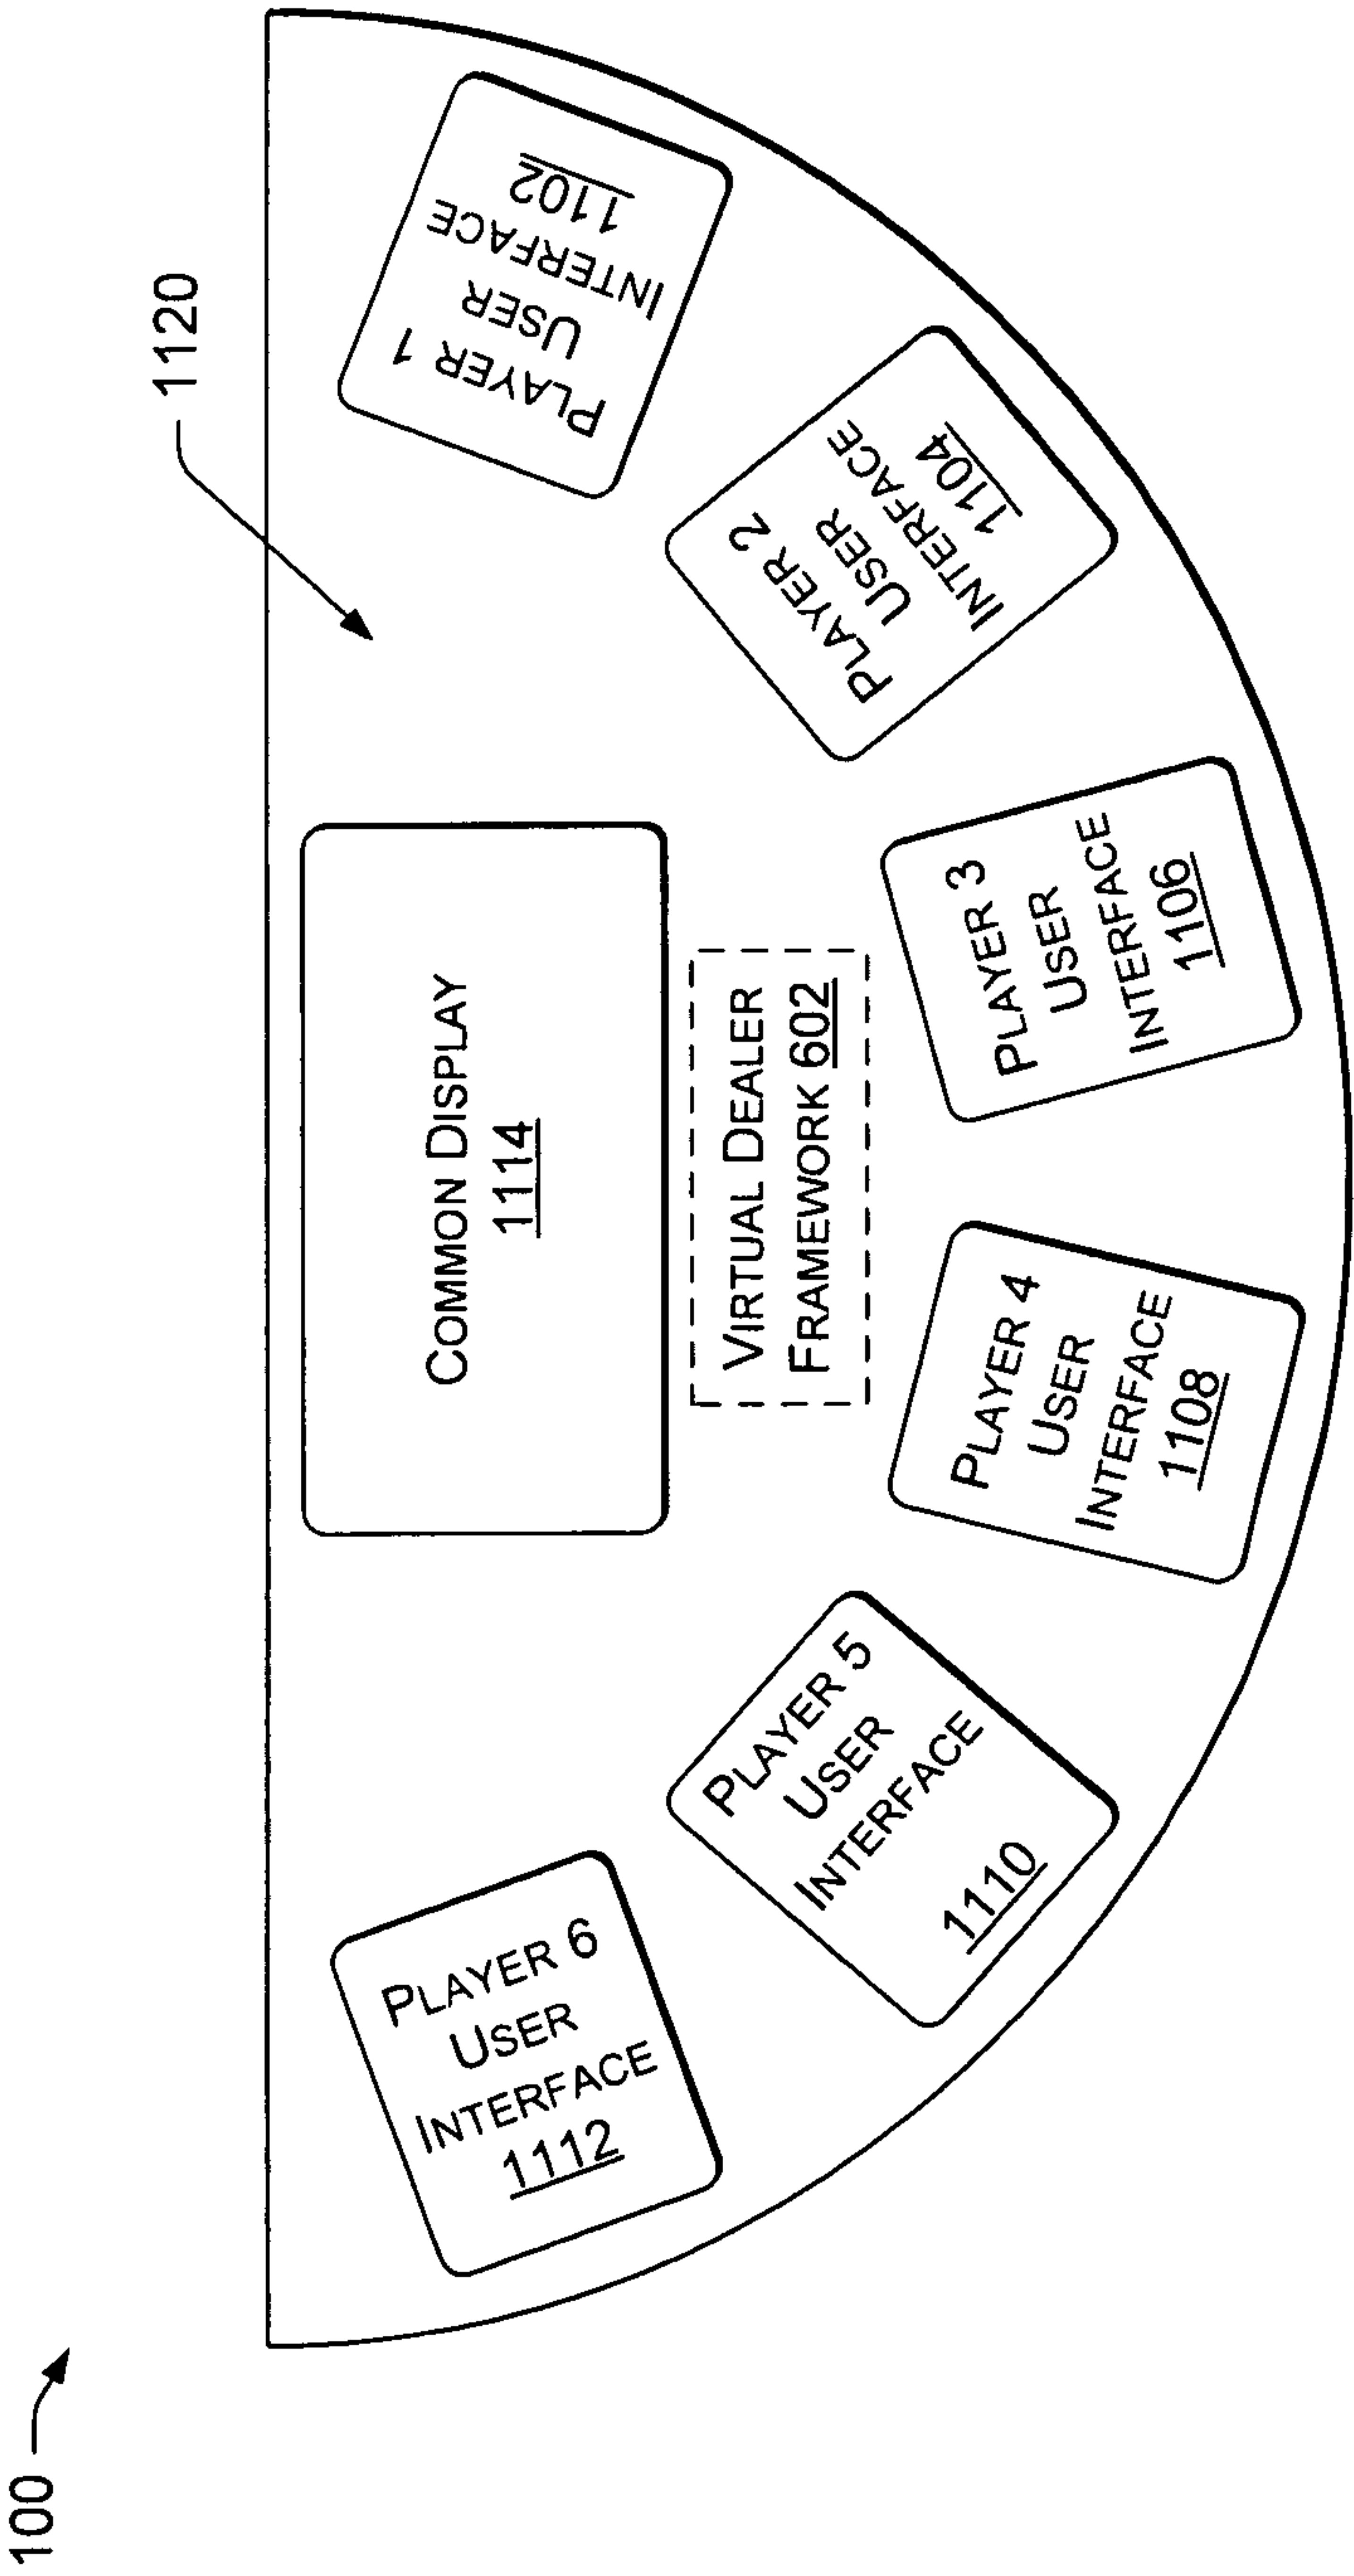 100
1120
COMMON DISPLAY
1114
VIRTUAL DEALER
FRAMEWORK 602
PLAYER 6
USER
INTERFACE
1112
PLAYER 5
USER
INTERFACE
1110
PLAYER 4
USER
INTERFACE
1108
PLAYER 3
USER
INTERFACE
1106
PLAYER 2
USER
INTERFACE
1104
PLAYER 1
USER
INTERFACE
1102